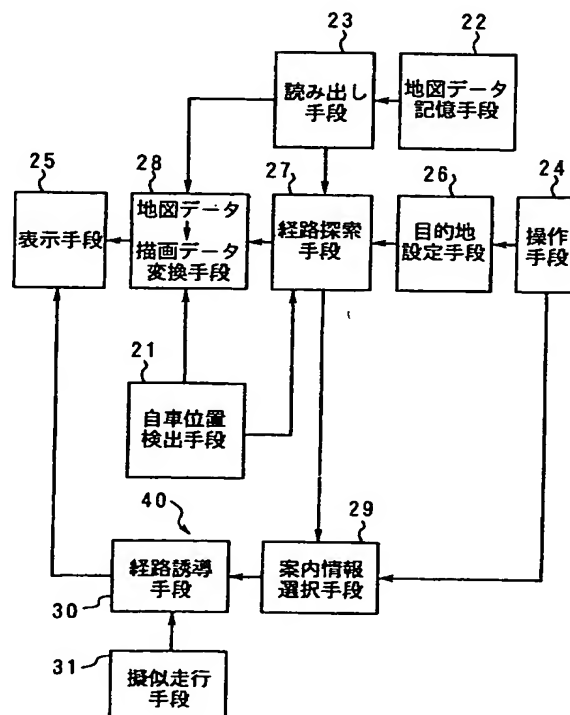 23
22
読み出し
手段
地図データ
記憶手段
25
28
27
26
24
表示手段
地図データ
描画データ
変換手段
経路探索
手段
目的地
設定手段
操作
手段
21
自車位置
検出手段
40
29
経路誘導
手段
案内情報
選択手段
30
31
擬似走行
手段